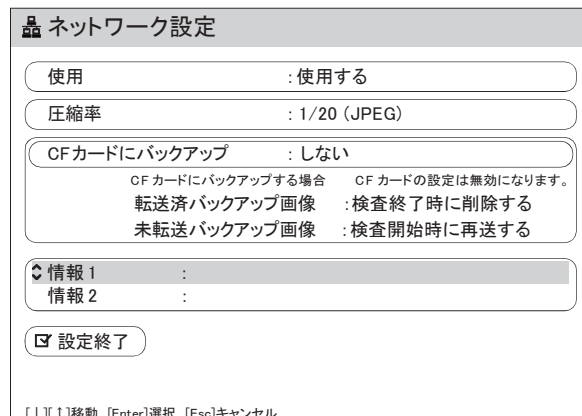 ネットワーク設定
使用 :使用する
圧縮率 : 1/20 (JPEG)
CFカードにバックアップ : しない
CFカードにバックアップする場合 CFカードの設定は無効になります。
転送済バックアップ画像 :検査終了時に削除する
未転送バックアップ画像 :検査開始時に再送する
情報1 :
情報2 :
設定終了
[↓][↑]移動 [Enter]選択 [Esc]キャンセル